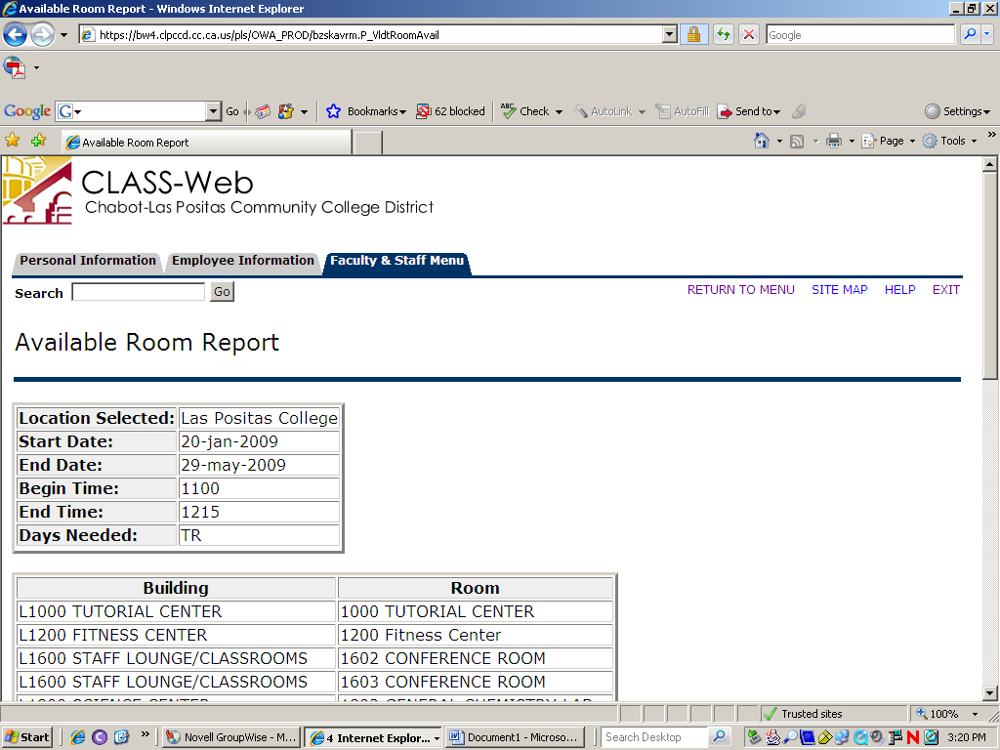 Available Room Report - Windows Internet Explorer
https://bw4.clpccd.cc.ca.us/pls/OWA_PROD/bzskavrm.P_VldtRoomAvail Google
Google G Go Bookmarks 62 blocked ABC Check AutoLink AutoFill Send to Settings
Available Room Report Page Tools »
CLASS-Web
Chabot-Las Positas Community College District
Personal Information Employee Information Faculty & Staff Menu
Search Go RETURN TO MENU SITE MAP HELP EXIT
Available Room Report
Location Selected: Las Positas College
Start Date: 20-jan-2009
End Date: 29-may-2009
Begin Time: 1100
End Time: 1215
Days Needed: TR
Building Room
L1000 TUTORIAL CENTER 1000 TUTORIAL CENTER
L1200 FITNESS CENTER 1200 Fitness Center
L1600 STAFF LOUNGE/CLASSROOMS 1602 CONFERENCE ROOM
L1600 STAFF LOUNGE/CLASSROOMS 1603 CONFERENCE ROOM
Trusted sites 100%
Start » Novell GroupWise - M... 4 Internet Explor... Document1 - Microso... Search Desktop 3:20 PM